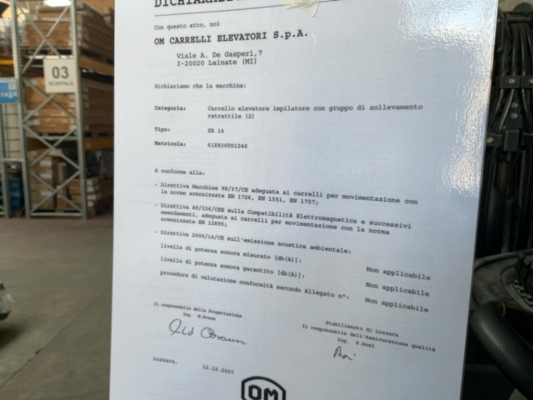 Con questo atto, noi
OM CARRELLI ELEVATORI S.p.A.
Viale A. De Gasperi,7
I-20020 Lainate (MI)
dichiariamo che la macchina:
Categoria: Carrello elevatore impilatore con gruppo di sollevamento
retrattile (2)
Tipo: XR 14
Matricola:
è conforme alla:
- Direttiva Macchine 98/37/CE adeguata ai carrelli per movimentazione con
le norme armonizzate EN 1726, EN 1551, EN 1757;
- Direttiva 89/336/CEE sulla Compatibilità Elettromagnetica e successivi
emendamenti, adeguata ai carrelli per movimentazione con la norma
armonizzata EN 12895;
- Direttiva 2000/14/CE sull'emissione acustica ambientale:
livello di potenza sonora misurato [db(A)]: Non applicabile
livello di potenza sonora garantito [db(A)]: Non applicabile
procedura di valutazione conformità secondo Allegato n°: Non applicabile
Il responsabile della Progettazione
Ing.
Stabilimento di Luzzara
Il responsabile dell'Assicurazione qualità
Ing.
Luzzara,
OM
03